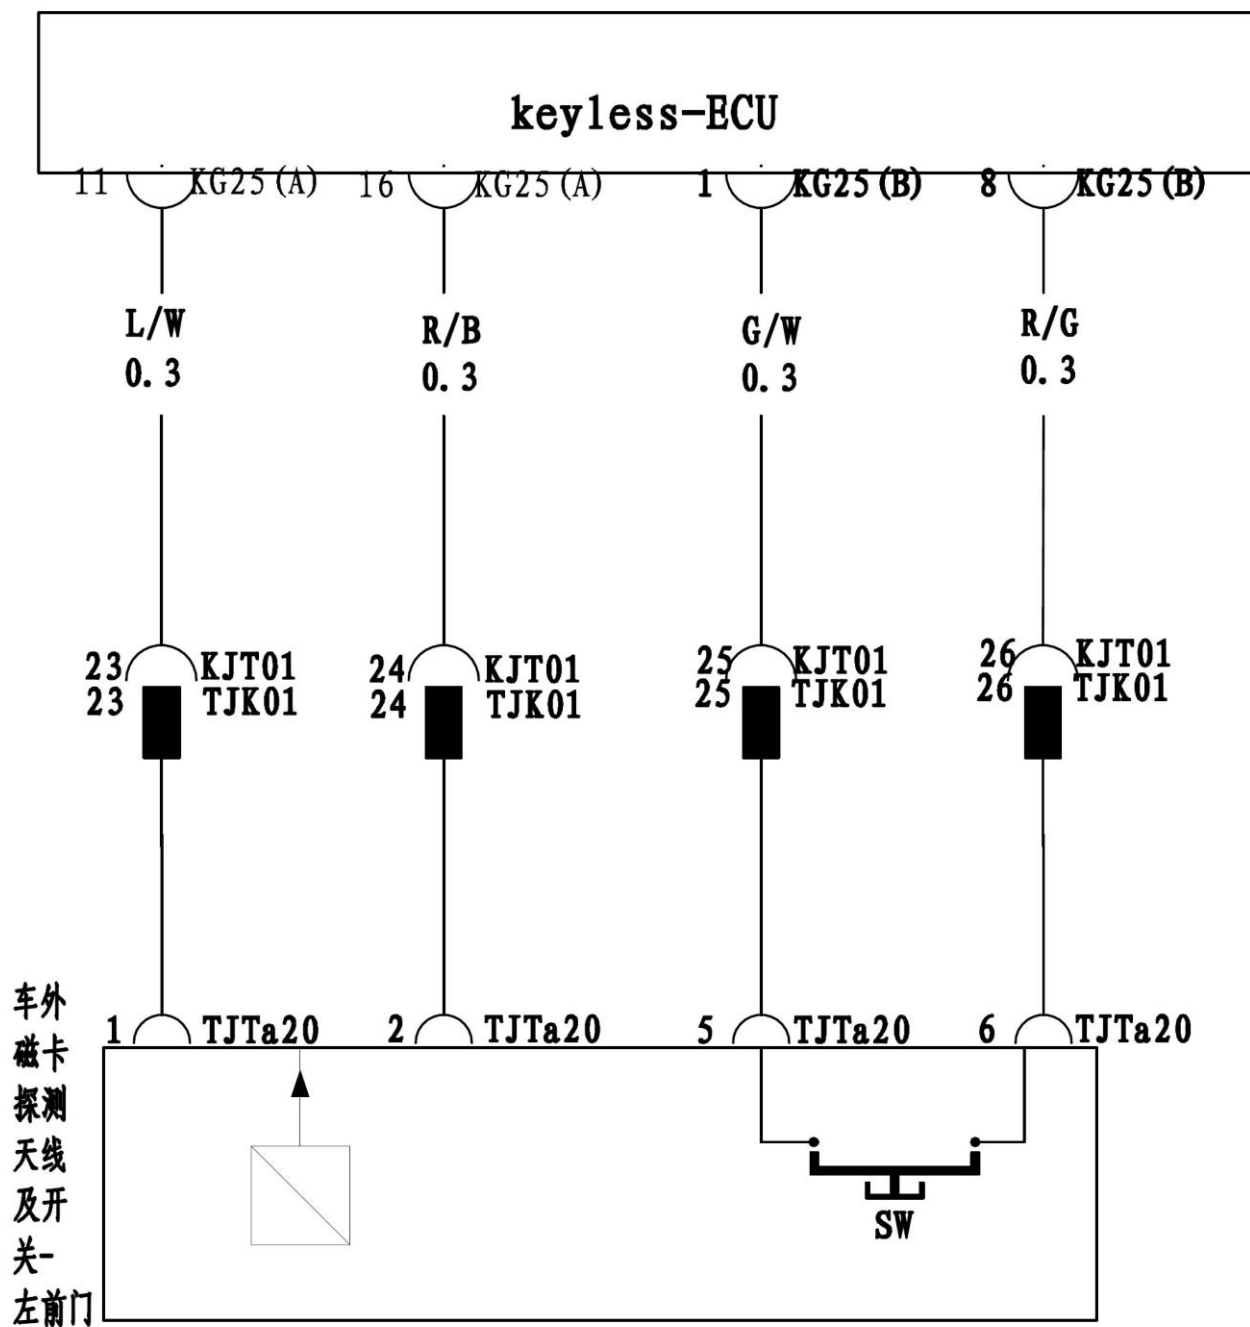 keyless-ECU
11 KG25(A) 16 KG25(A) 1 KG25(B) 8 KG25(B)
L/W R/B G/W R/G
0.3 0.3 0.3 0.3
23 KJT01 24 KJT01 25 KJT01 26 KJT01
23 TJK01 24 TJK01 25 TJK01 26 TJK01
1 TJTa20 2 TJTa20 5 TJTa20 6 TJTa20
车外
磁卡
探测
天线
及开
关-
左前门
SW